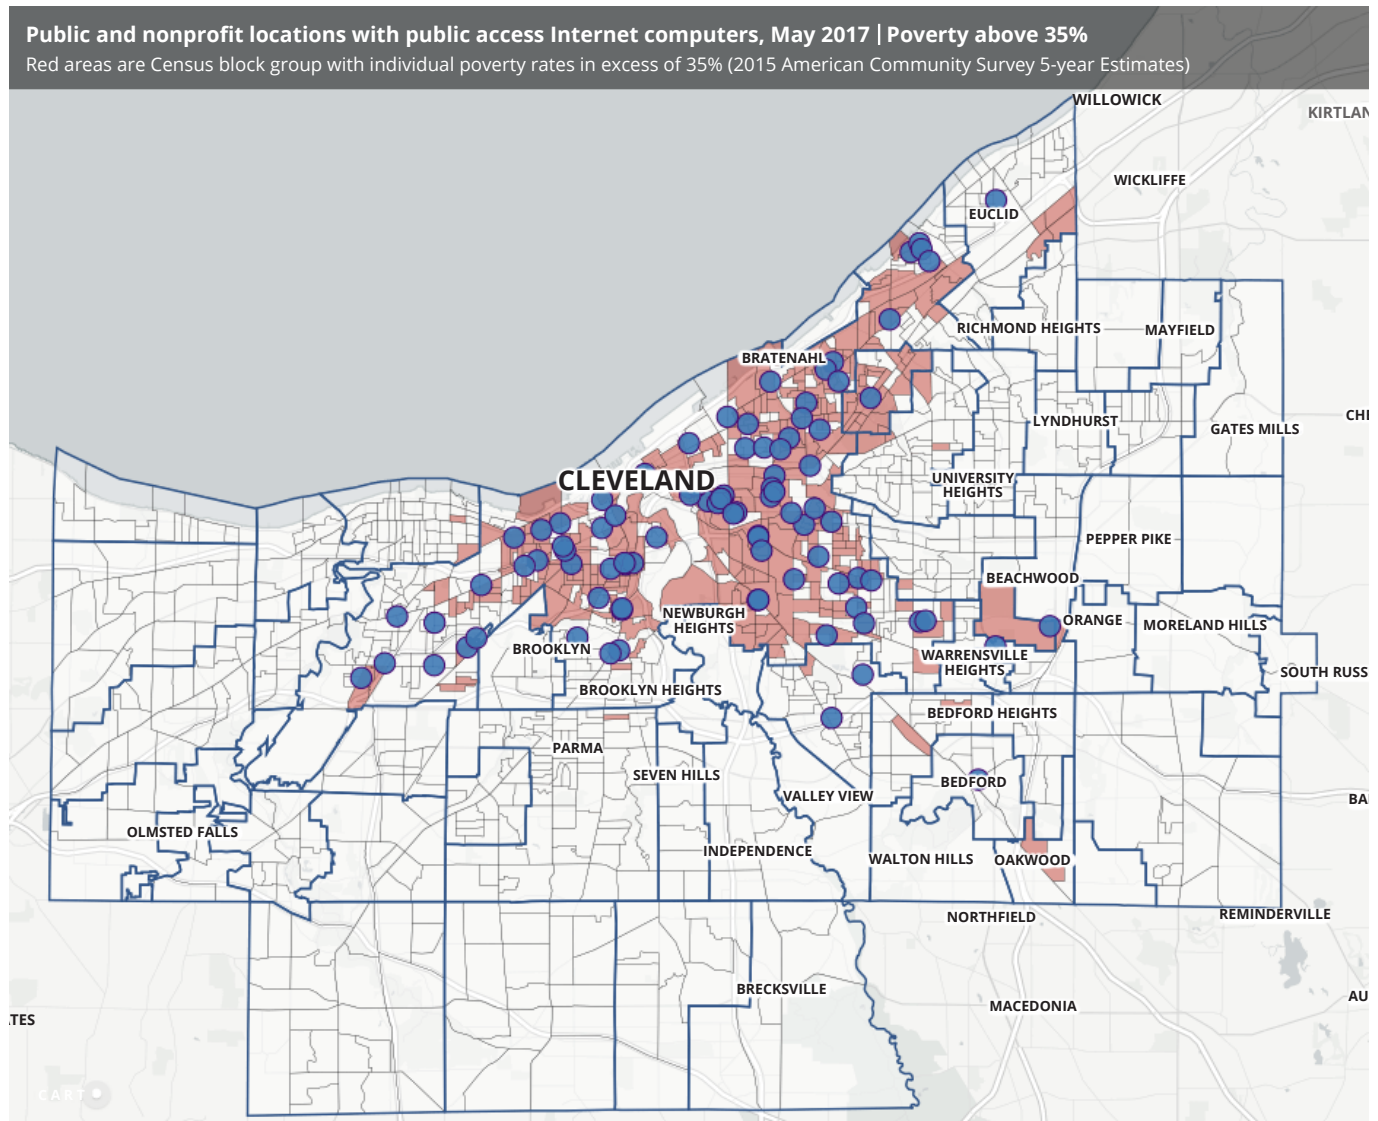 Public and nonprofit locations with public access Internet computers, May 2017 | Poverty above 35%
Red areas are Census block group with individual poverty rates in excess of 35% (2015 American Community Survey 5-year Estimates)
WILLOWICK
KIRTLAN
WICKLIFFE
EUCLID
RICHMOND HEIGHTS
MAYFIELD
BRATENAHL
CHE
LYNDHURST
GATES MILLS
CLEVELAND
UNIVERSITY
HEIGHTS
PEPPER PIKE
BEACHWOOD
NEWBURGH
HEIGHTS
ORANGE
MORELAND HILLS
BROOKLYN
WARRENSVILLE
HEIGHTS
SOUTH RUSS
BROOKLYN HEIGHTS
BEDFORD HEIGHTS
PARMA
SEVEN HILLS
BEDFORD
VALLEY VIEW
BA
OLMSTED FALLS
INDEPENDENCE
WALTON HILLS
OAKWOOD
NORTHFIELD
REMINDERVILLE
BRECKSVILLE
AU
MACEDONIA
TES
CART